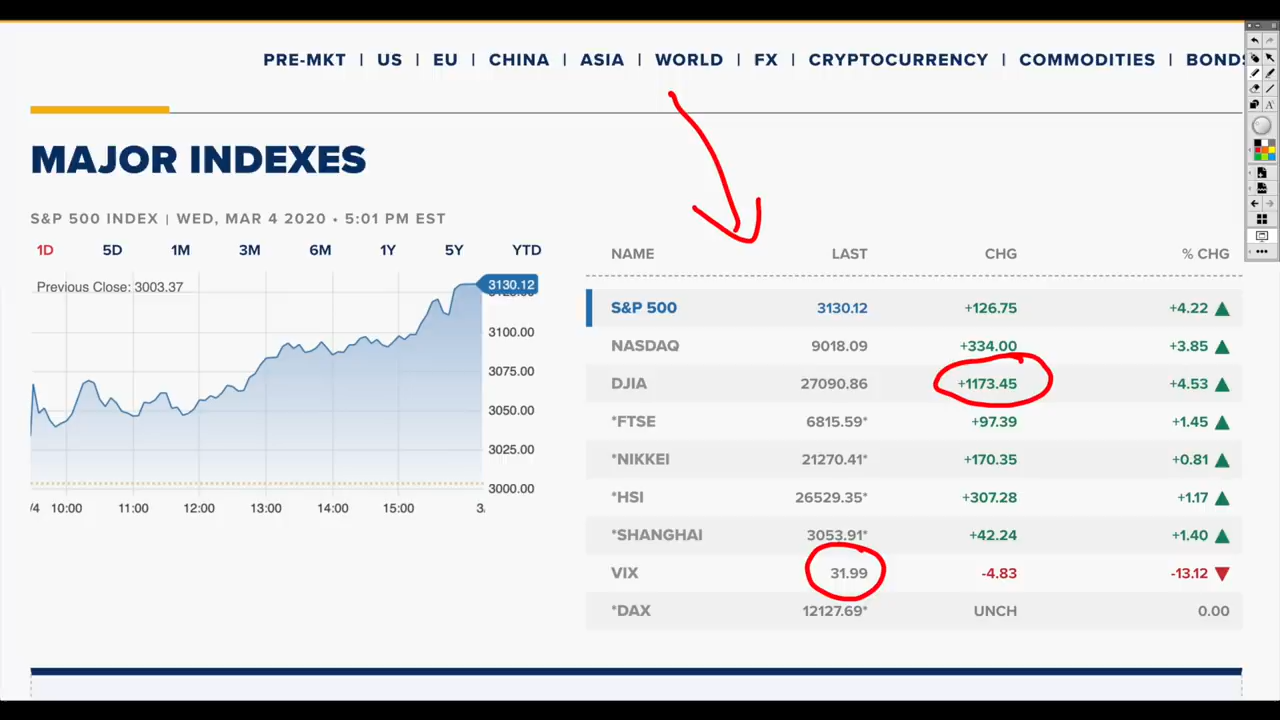 PRE-MKT | US | EU | CHINA | ASIA | WORLD | FX | CRYPTOCURRENCY | COMMODITIES | BONDS
MAJOR INDEXES
S&P 500 INDEX | WED, MAR 4 2020 • 5:01 PM EST
1D 5D 1M 3M 6M 1Y 5Y YTD
Previous Close: 3003.37
3130.12
3100.00
3075.00
3050.00
3025.00
3000.00
/4 10:00 11:00 12:00 13:00 14:00 15:00 3.
NAME LAST CHG % CHG
S&P 500 3130.12 +126.75 +4.22
NASDAQ 9018.09 +334.00 +3.85
DJIA 27090.86 +1173.45 +4.53
*FTSE 6815.59* +97.39 +1.45
*NIKKEI 21270.41* +170.35 +0.81
*HSI 26529.35* +307.28 +1.17
*SHANGHAI 3053.91* +42.24 +1.40
VIX 31.99 -4.83 -13.12
*DAX 12127.69* UNCH 0.00